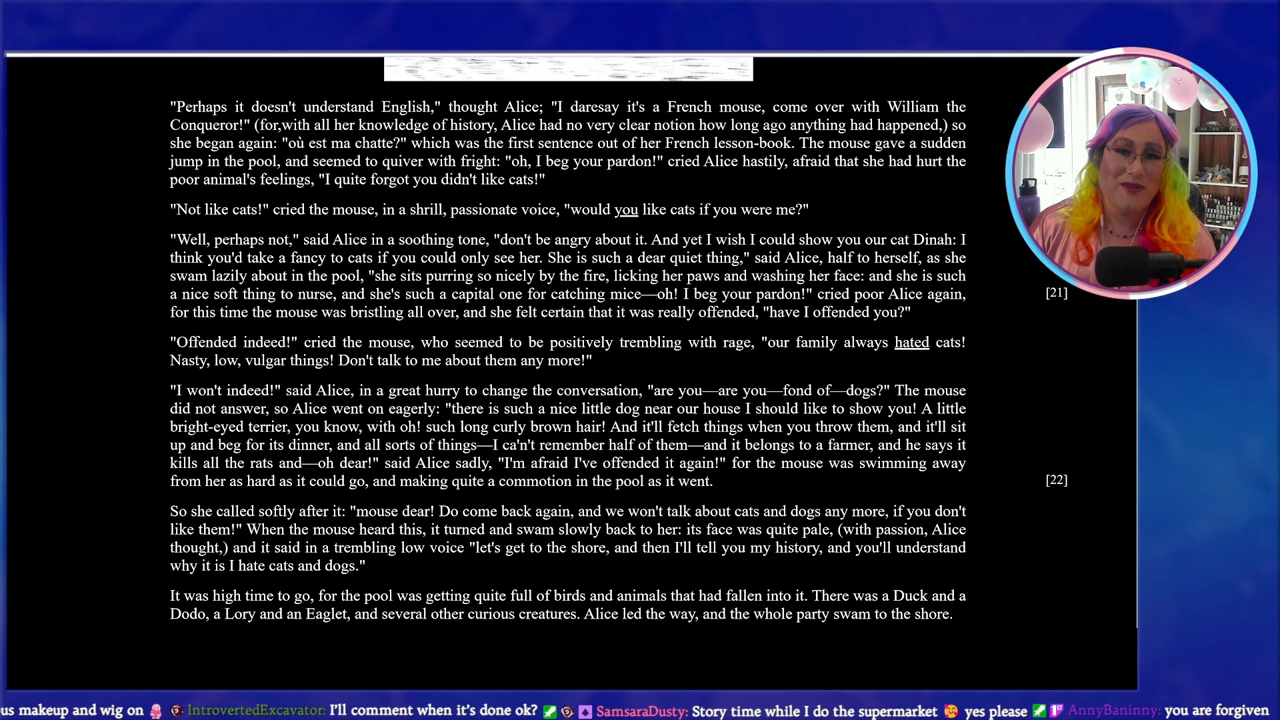 "Perhaps it doesn't understand English," thought Alice; "I daresay it's a French mouse, come over with William the
Conqueror!" (for,with all her knowledge of history, Alice had no very clear notion how long ago anything had happened,) so
she began again: "où est ma chatte?" which was the first sentence out of her French lesson-book. The mouse gave a sudden
jump in the pool, and seemed to quiver with fright: "oh, I beg your pardon!" cried Alice hastily, afraid that she had hurt the
poor animal's feelings, "I quite forgot you didn't like cats!"
"Not like cats!" cried the mouse, in a shrill, passionate voice, "would you like cats if you were me?"
"Well, perhaps not," said Alice in a soothing tone, "don't be angry about it. And yet I wish I could show you our cat Dinah: I
think you'd take a fancy to cats if you could only see her. She is such a dear quiet thing," said Alice, half to herself, as she
swam lazily about in the pool, "she sits purring so nicely by the fire, licking her paws and washing her face: and she is such
a nice soft thing to nurse, and she's such a capital one for catching mice—oh! I beg your pardon!" cried poor Alice again,
[21]
for this time the mouse was bristling all over, and she felt certain that it was really offended, "have I offended you?"
"Offended indeed!" cried the mouse, who seemed to be positively trembling with rage, "our family always hated cats!
Nasty, low, vulgar things! Don't talk to me about them any more!"
"I won't indeed!" said Alice, in a great hurry to change the conversation, "are you—are you—fond of—dogs?" The mouse
did not answer, so Alice went on eagerly: "there is such a nice little dog near our house I should like to show you! A little
bright-eyed terrier, you know, with oh! such long curly brown hair! And it'll fetch things when you throw them, and it'll sit
up and beg for its dinner, and all sorts of things—I ca'n't remember half of them—and it belongs to a farmer, and he says it
kills all the rats and—oh dear!" said Alice sadly, "I'm afraid I've offended it again!" for the mouse was swimming away
from her as hard as it could go, and making quite a commotion in the pool as it went.
[22]
So she called softly after it: "mouse dear! Do come back again, and we won't talk about cats and dogs any more, if you don't
like them!" When the mouse heard this, it turned and swam slowly back to her: its face was quite pale, (with passion, Alice
thought,) and it said in a trembling low voice "let's get to the shore, and then I'll tell you my history, and you'll understand
why it is I hate cats and dogs."
It was high time to go, for the pool was getting quite full of birds and animals that had fallen into it. There was a Duck and a
Dodo, a Lory and an Eaglet, and several other curious creatures. Alice led the way, and the whole party swam to the shore.
us makeup and wig on IntrovertedExcavator: I'll comment when it's done ok? SamsaraDusty: Story time while I do the supermarket yes please AnnyBaninny: you are forgiven